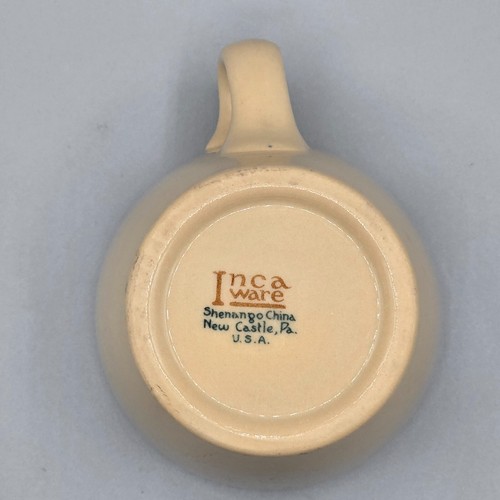 Inca
ware
Shenango China
New Castle, Pa.
U.S.A.